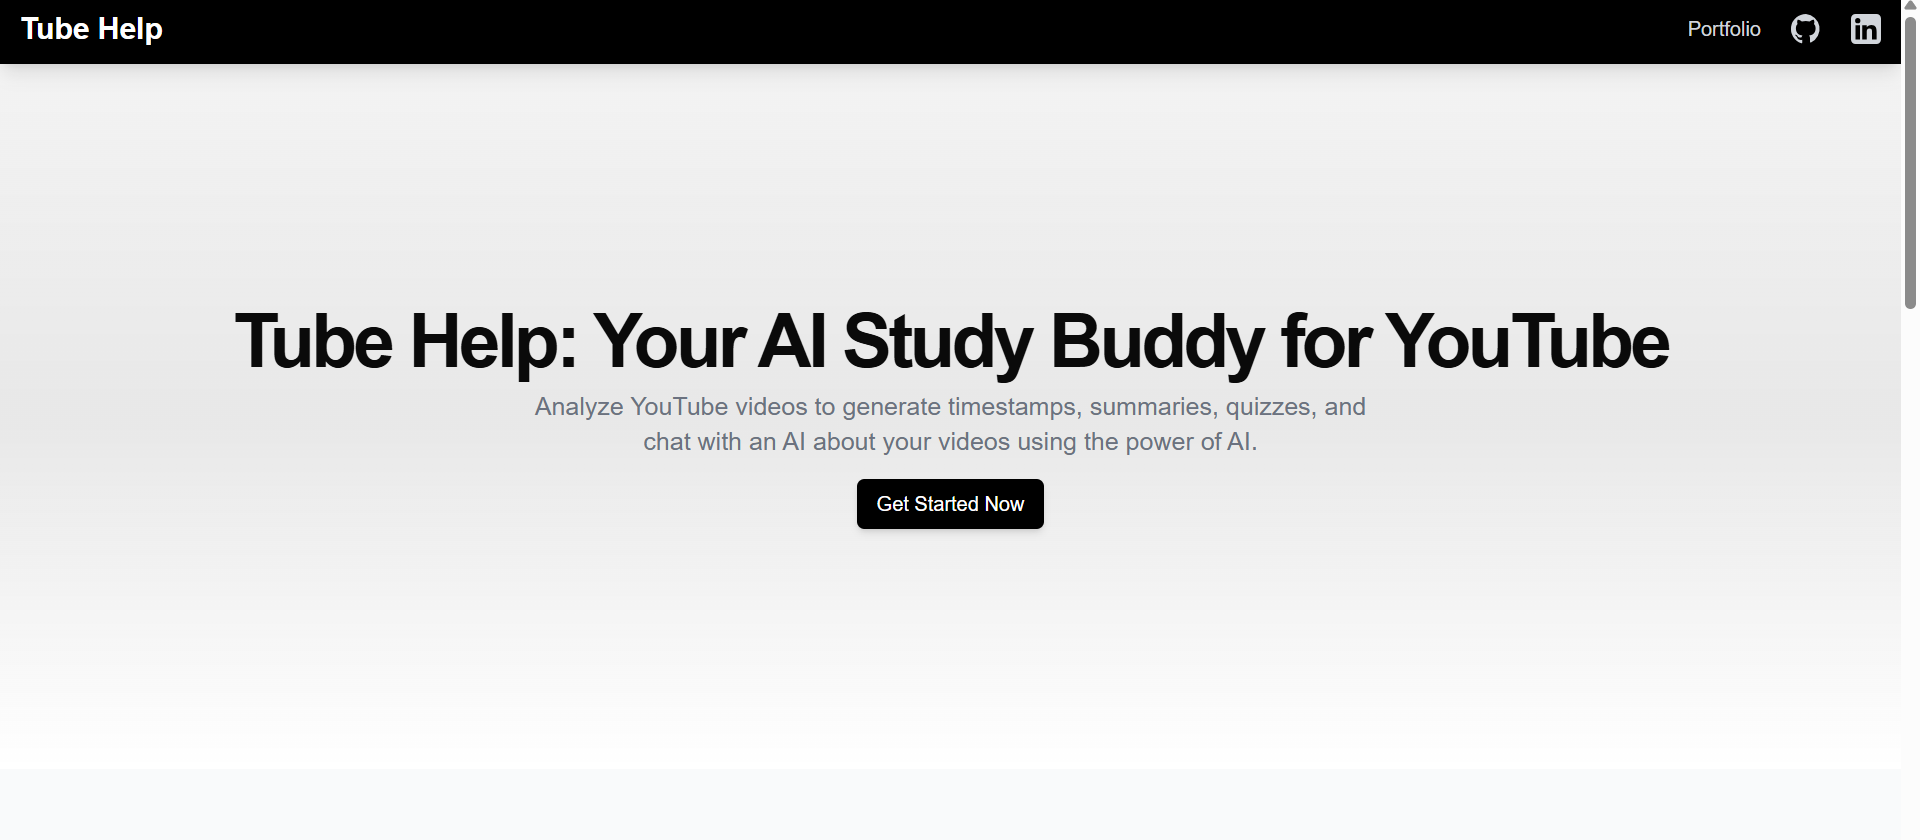 Tube Help
Portfolio
Tube Help: Your AI Study Buddy for YouTube
Analyze YouTube videos to generate timestamps, summaries, quizzes, and
chat with an AI about your videos using the power of AI.
Get Started Now